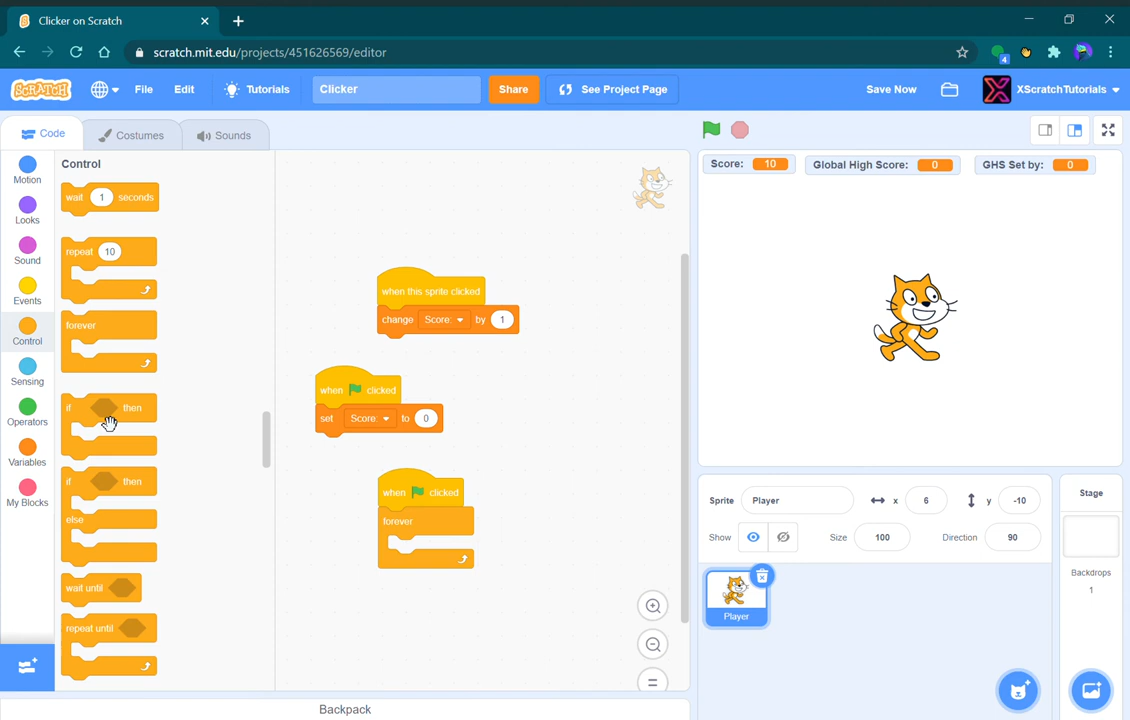 Clicker on Scratch
scratch.mit.edu/projects/451626569/editor
4
SCRATCH
File
Edit
Tutorials
Clicker
Share
See Project Page
Save Now
XScratchTutorials
Code
Costumes
Sounds
Motion
Looks
Sound
Events
Control
Sensing
Operators
Variables
My Blocks
Control
wait 1 seconds
repeat 10
forever
if then
if then
else
wait until
repeat until
when this sprite clicked
change Score: by 1
when clicked
set Score: to 0
when clicked
forever
Backpack
Score: 10
Global High Score: 0
GHS Set by: 0
Sprite Player x 6 y -10
Show Size 100 Direction 90
Player
Stage
Backdrops
1